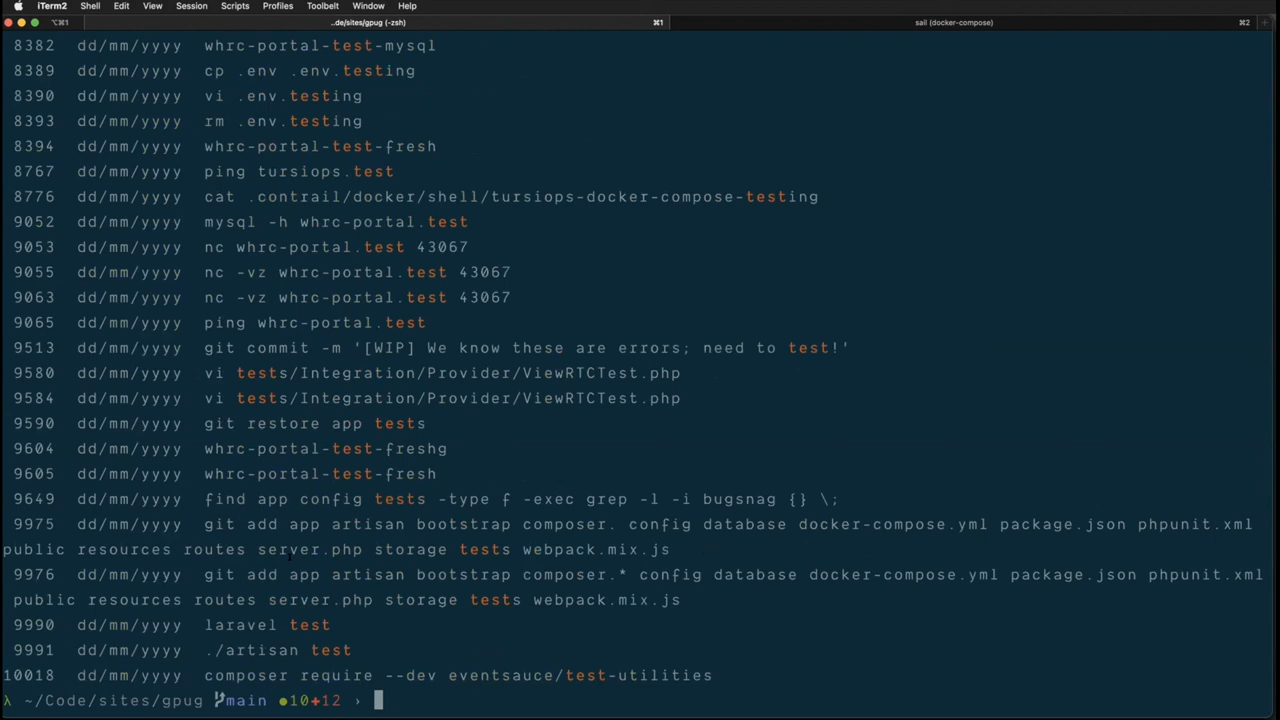 iTerm2 Shell Edit View Session Scripts Profiles Toolbelt Window Help
⌥⌘1 ..de/sites/gpug (-zsh) ⌘1 sail (docker-compose) ⌘2 +
8382 dd/mm/yyyy whrc-portal-test-mysql
8389 dd/mm/yyyy cp .env .env.testing
8390 dd/mm/yyyy vi .env.testing
8393 dd/mm/yyyy rm .env.testing
8394 dd/mm/yyyy whrc-portal-test-fresh
8767 dd/mm/yyyy ping tursiops.test
8776 dd/mm/yyyy cat .contrail/docker/shell/tursiops-docker-compose-testing
9052 dd/mm/yyyy mysql -h whrc-portal.test
9053 dd/mm/yyyy nc whrc-portal.test 43067
9055 dd/mm/yyyy nc -vz whrc-portal.test 43067
9063 dd/mm/yyyy nc -vz whrc-portal.test 43067
9065 dd/mm/yyyy ping whrc-portal.test
9513 dd/mm/yyyy git commit -m '[WIP] We know these are errors; need to test!'
9580 dd/mm/yyyy vi tests/Integration/Provider/ViewRTCTest.php
9584 dd/mm/yyyy vi tests/Integration/Provider/ViewRTCTest.php
9590 dd/mm/yyyy git restore app tests
9604 dd/mm/yyyy whrc-portal-test-freshg
9605 dd/mm/yyyy whrc-portal-test-fresh
9649 dd/mm/yyyy find app config tests -type f -exec grep -l -i bugsnag {} \;
9975 dd/mm/yyyy git add app artisan bootstrap composer. config database docker-compose.yml package.json phpunit.xml
public resources routes server.php storage tests webpack.mix.js
9976 dd/mm/yyyy git add app artisan bootstrap composer.* config database docker-compose.yml package.json phpunit.xml
public resources routes server.php storage tests webpack.mix.js
9990 dd/mm/yyyy laravel test
9991 dd/mm/yyyy ./artisan test
10018 dd/mm/yyyy composer require --dev eventsauce/test-utilities
λ ~/Code/sites/gpug main ●10✚12 ›